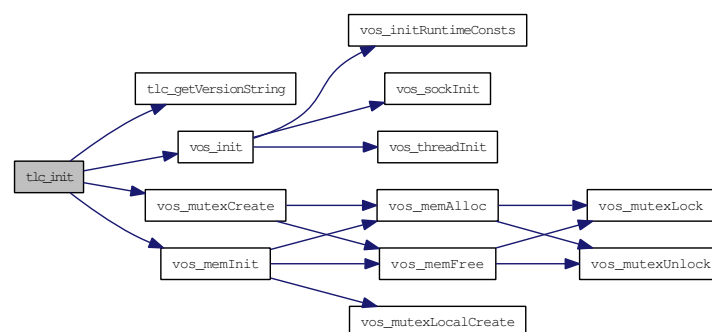 vos_initRuntimeConsts
tlc_getVersionString
vos_sockInit
vos_init
vos_threadInit
tlc_init
vos_mutexCreate
vos_memAlloc
vos_mutexLock
vos_memInit
vos_memFree
vos_mutexUnlock
vos_mutexLocalCreate